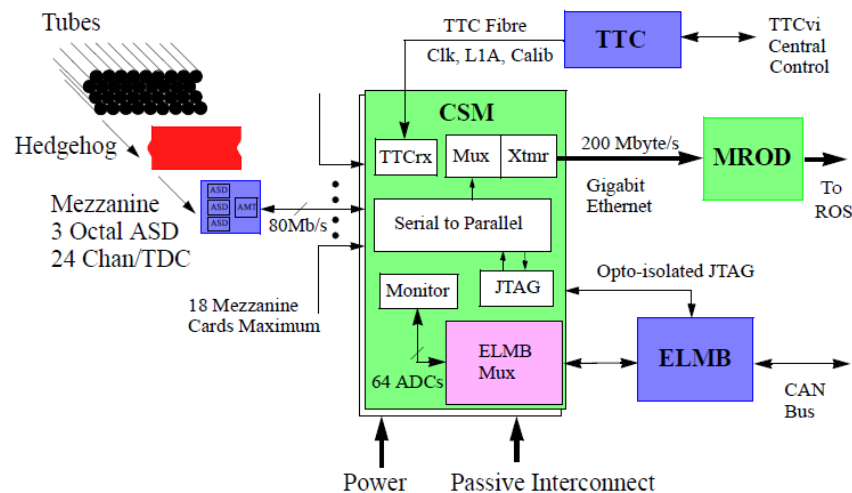 Tubes
TTC Fibre
Clk, L1A, Calib
TTC
TTCvi
Central
Control
CSM
Hedgehog
TTCrx
Mux
Xtmr
200 Mbyte/s
MROD
Gigabit
Ethernet
To
ROS
Mezzanine
3 Octal ASD
24 Chan/TDC
ASD
ASD
ASD
AMT
80Mb/s
Serial to Parallel
18 Mezzanine
Cards Maximum
Monitor
JTAG
Opto-isolated JTAG
64 ADCs
ELMB
Mux
ELMB
CAN
Bus
Power
Passive Interconnect